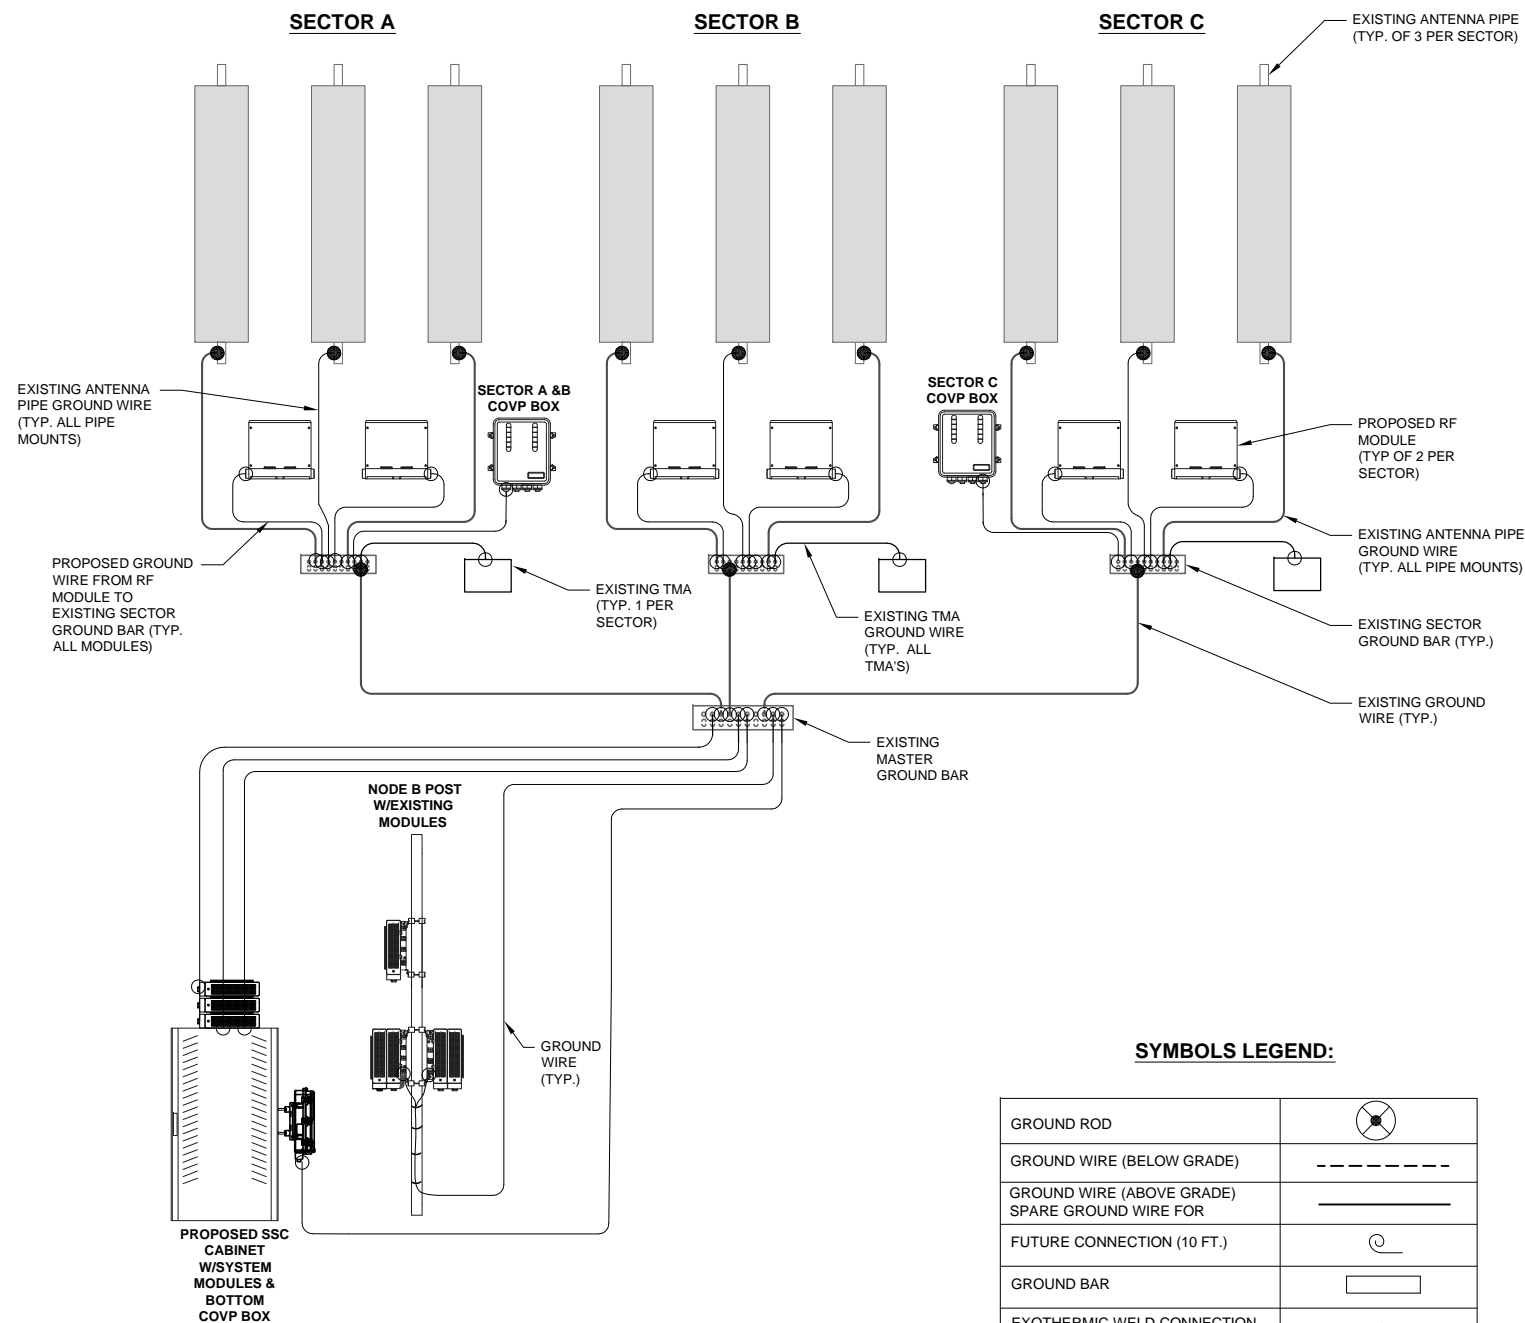 SECTOR A
SECTOR B
SECTOR C
EXISTING ANTENNA PIPE
(TYP. OF 3 PER SECTOR)
EXISTING ANTENNA
PIPE GROUND WIRE
(TYP. ALL PIPE
MOUNTS)
SECTOR A &B
COVP BOX
SECTOR C
COVP BOX
PROPOSED RF
MODULE
(TYP OF 2 PER
SECTOR)
PROPOSED GROUND
WIRE FROM RF
MODULE TO
EXISTING SECTOR
GROUND BAR (TYP.
ALL MODULES)
EXISTING TMA
(TYP. 1 PER
SECTOR)
EXISTING TMA
GROUND WIRE
(TYP. ALL
TMA'S)
EXISTING ANTENNA PIPE
GROUND WIRE
(TYP. ALL PIPE MOUNTS)
EXISTING SECTOR
GROUND BAR (TYP.)
EXISTING GROUND
WIRE (TYP.)
EXISTING
MASTER
GROUND BAR
NODE B POST
W/EXISTING
MODULES
GROUND
WIRE
(TYP.)
PROPOSED SSC
CABINET
W/SYSTEM
MODULES &
BOTTOM
COVP BOX
SYMBOLS LEGEND:
GROUND ROD
GROUND WIRE (BELOW GRADE)
GROUND WIRE (ABOVE GRADE)
SPARE GROUND WIRE FOR
FUTURE CONNECTION (10 FT.)
GROUND BAR
EXOTHERMIC WELD CONNECTION